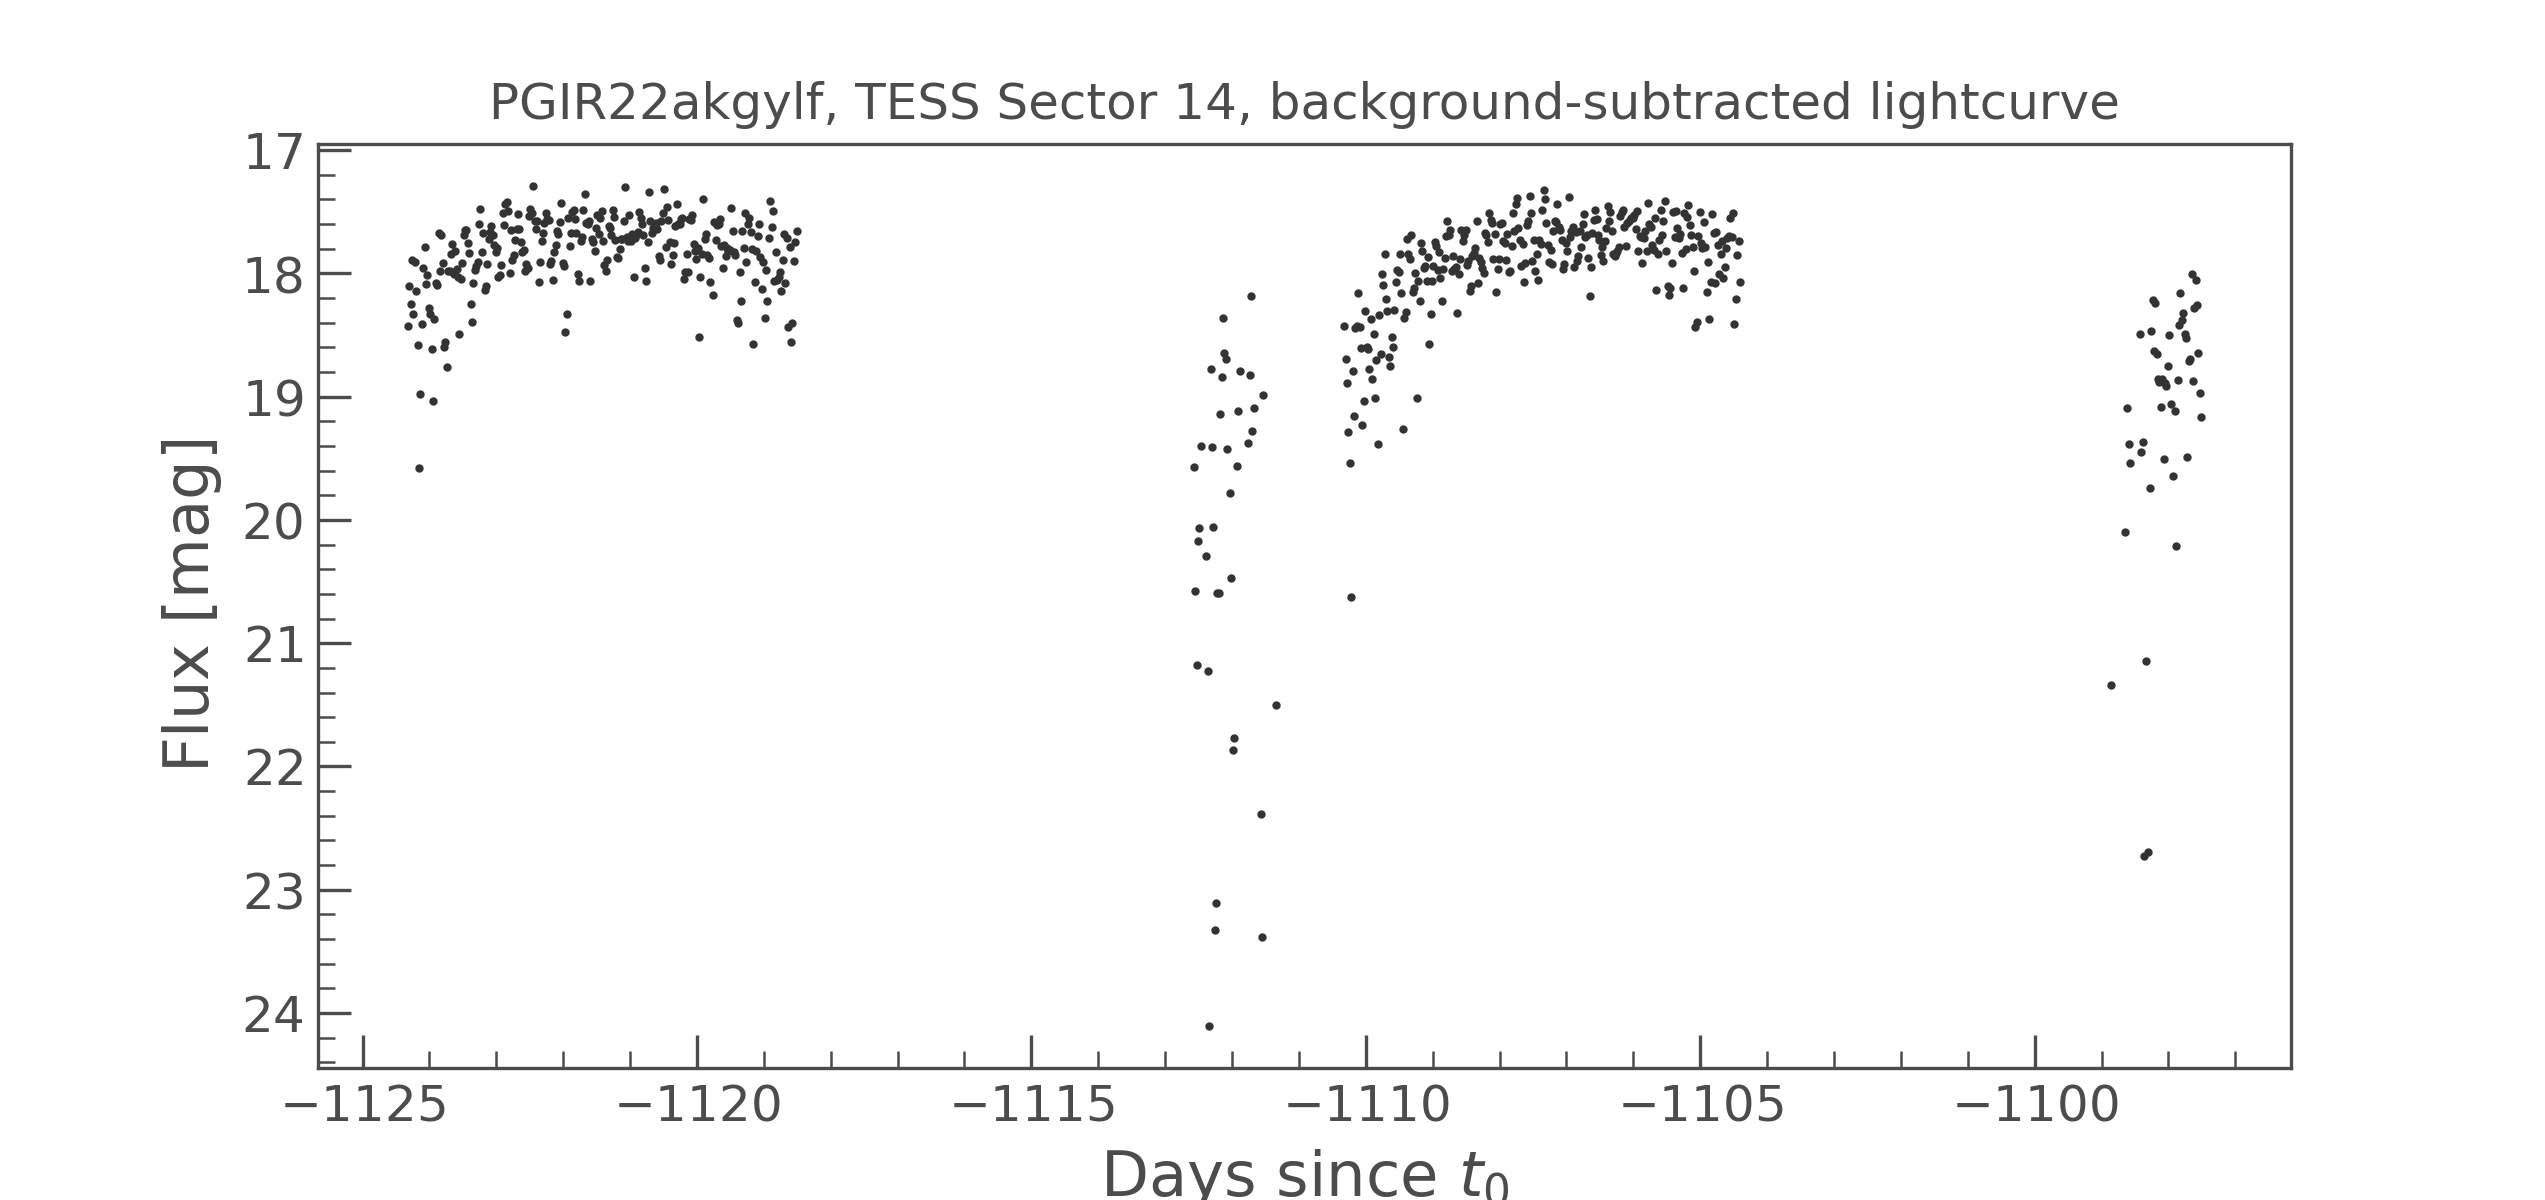 PGIR22akgylf, TESS Sector 14, background-subtracted lightcurve
Flux [mag]
17
18
19
20
21
22
23
24
−1125 −1120 −1115 −1110 −1105 −1100
Days since t₀